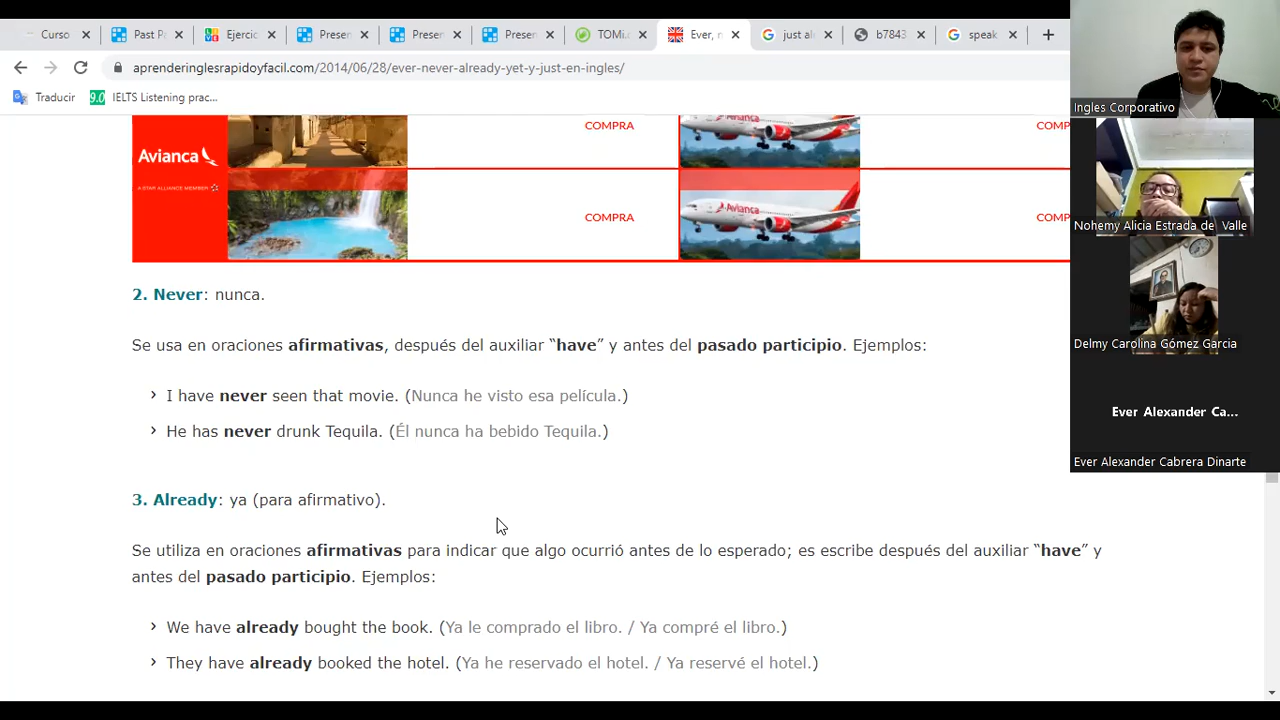 Curso
Past P
Ejercic
Presen
Presen
Presen
TOMi.
Ever, n
just al
b7843
speak
aprenderinglesrapidoyfacil.com/2014/06/28/ever-never-already-yet-y-just-en-ingles/
Traducir
9.0 IELTS Listening prac...
Avianca
A STAR ALLIANCE MEMBER
COMPRA
COMP
Avianca
COMPRA
COMP
2. Never: nunca.
Se usa en oraciones afirmativas, después del auxiliar “have” y antes del pasado participio. Ejemplos:
I have never seen that movie. (Nunca he visto esa película.)
He has never drunk Tequila. (Él nunca ha bebido Tequila.)
3. Already: ya (para afirmativo).
Se utiliza en oraciones afirmativas para indicar que algo ocurrió antes de lo esperado; es escribe después del auxiliar “have” y
antes del pasado participio. Ejemplos:
We have already bought the book. (Ya le comprado el libro. / Ya compré el libro.)
They have already booked the hotel. (Ya he reservado el hotel. / Ya reservé el hotel.)
Ingles Corporativo
Nohemy Alicia Estrada de Valle
Delmy Carolina Gómez Garcia
Ever Alexander Ca...
Ever Alexander Cabrera Dinarte